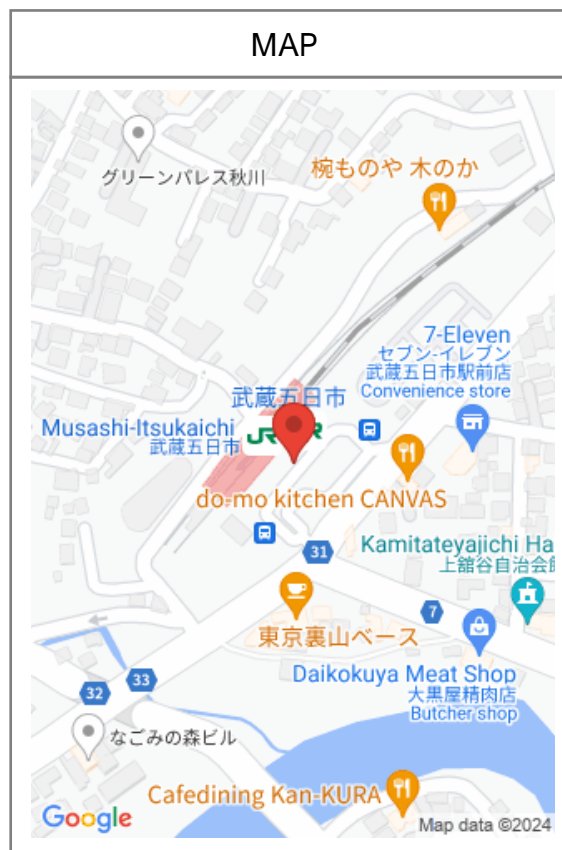 MAP
グリーンパレス秋川
椀ものや 木のか
7-Eleven
セブン-イレブン
武蔵五日市駅前店
Convenience store
武蔵五日市
Musashi-Itsukaichi
武蔵五日市
JR
do-mo kitchen CANVAS
31
Kamitateyajichi Ha
上舘谷自治会館
7
東京裏山ベース
Daikokuya Meat Shop
大黒屋精肉店
Butcher shop
33
32
なごみの森ビル
Cafedining Kan-KURA
Google
Map data ©2024